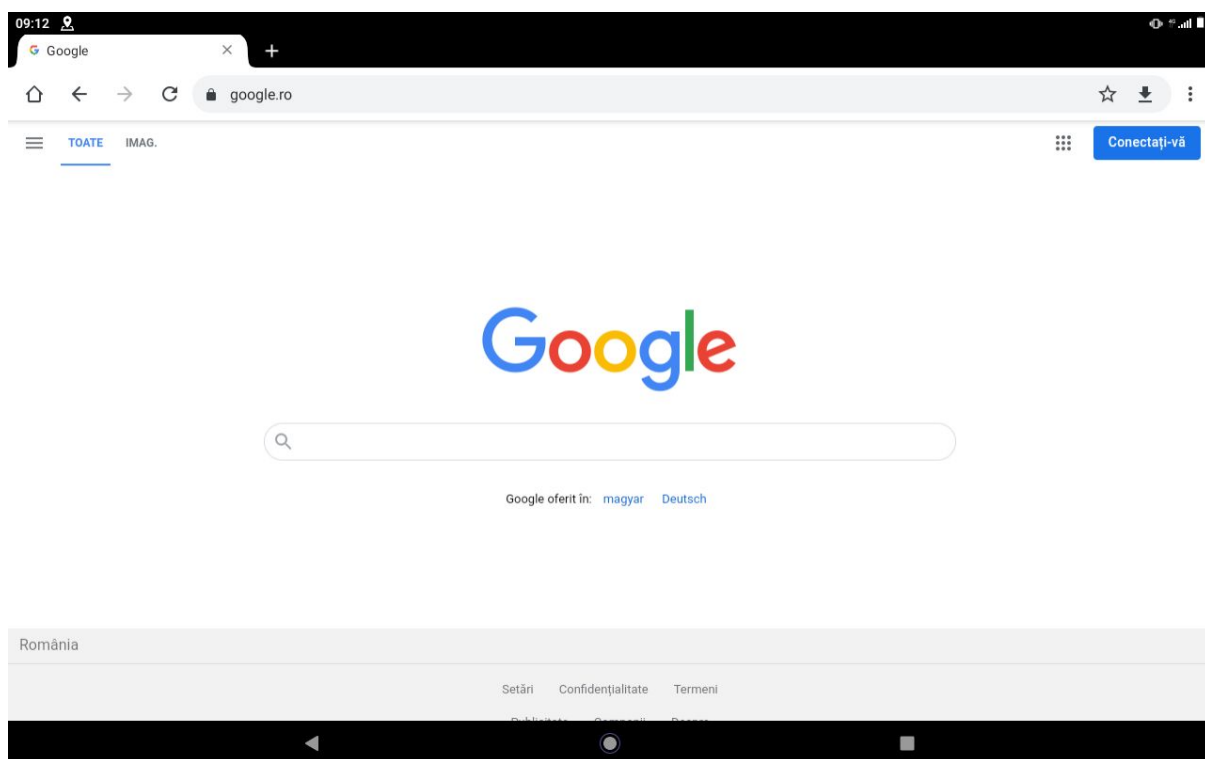 09:12
Google
google.ro
TOATE IMAG.
Conectați-vă
Google
Google oferit în: magyar Deutsch
România
Setări Confidențialitate Termeni